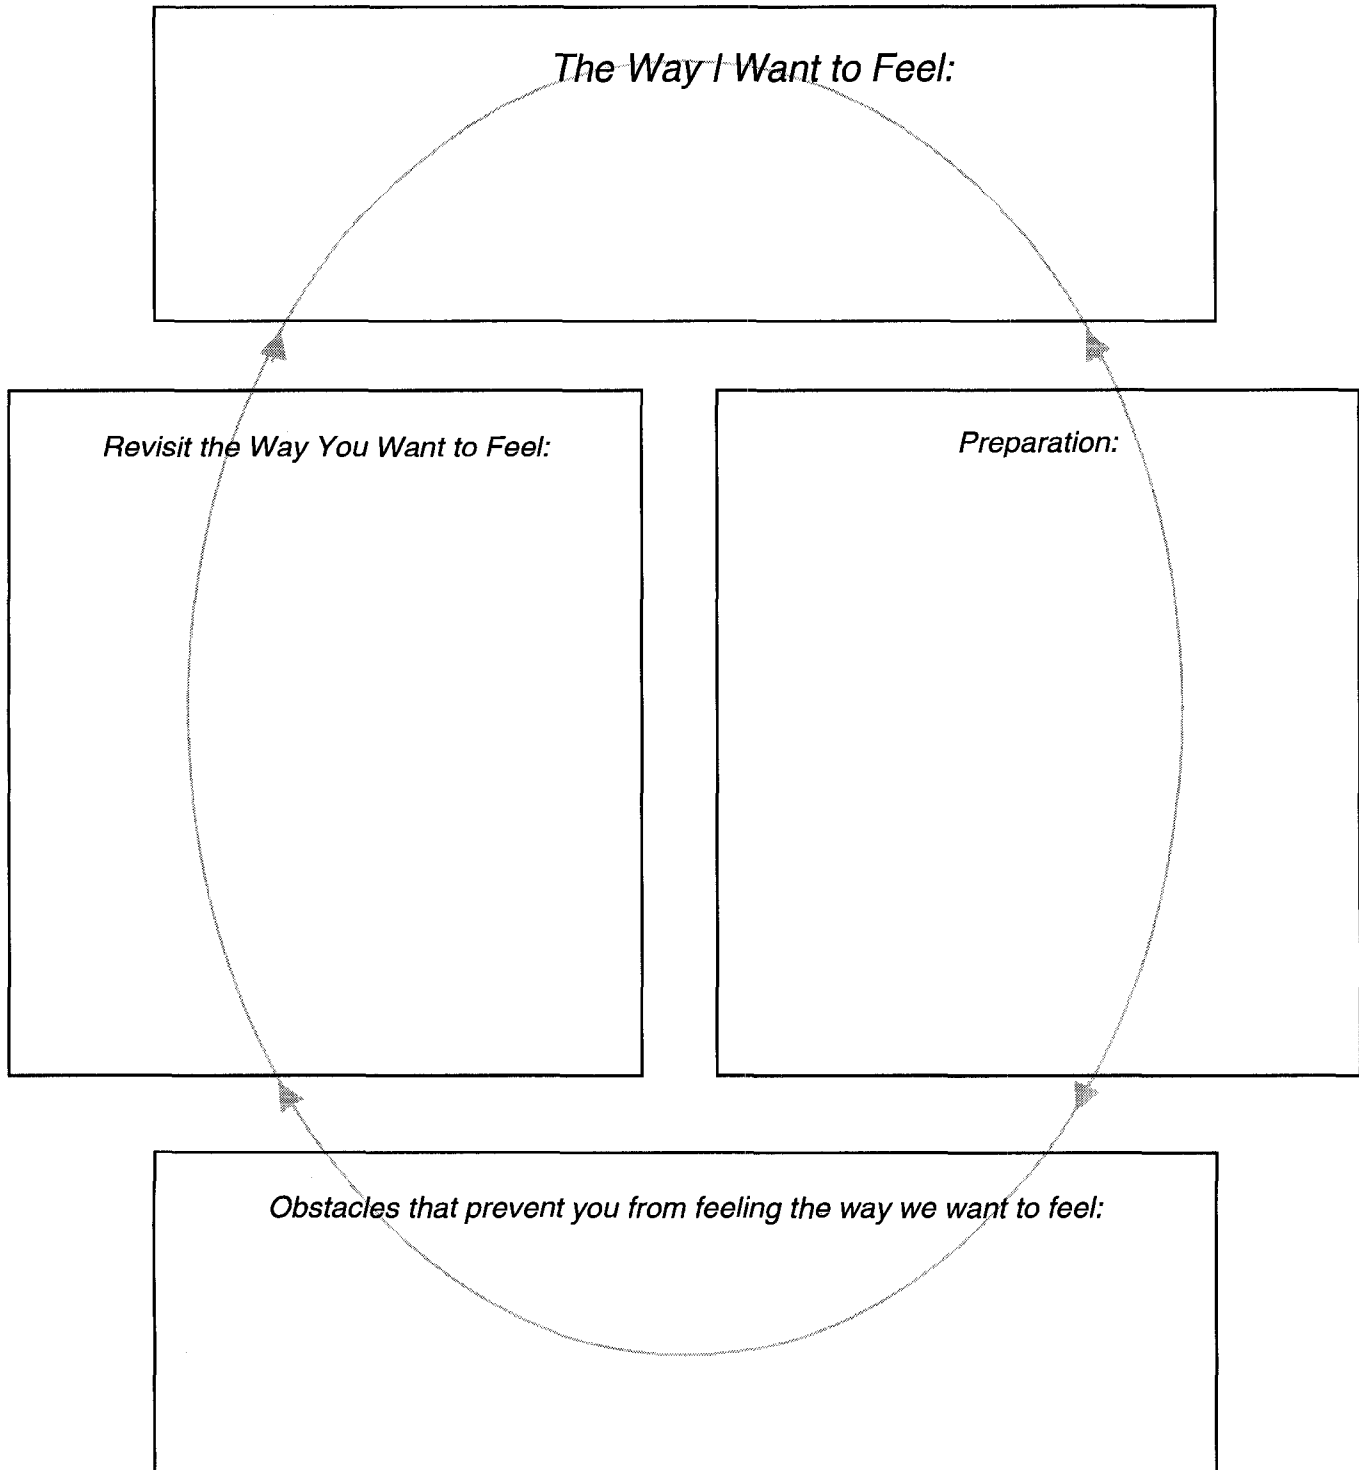 The Way I Want to Feel:
Revisit the Way You Want to Feel:
Preparation:
Obstacles that prevent you from feeling the way we want to feel: